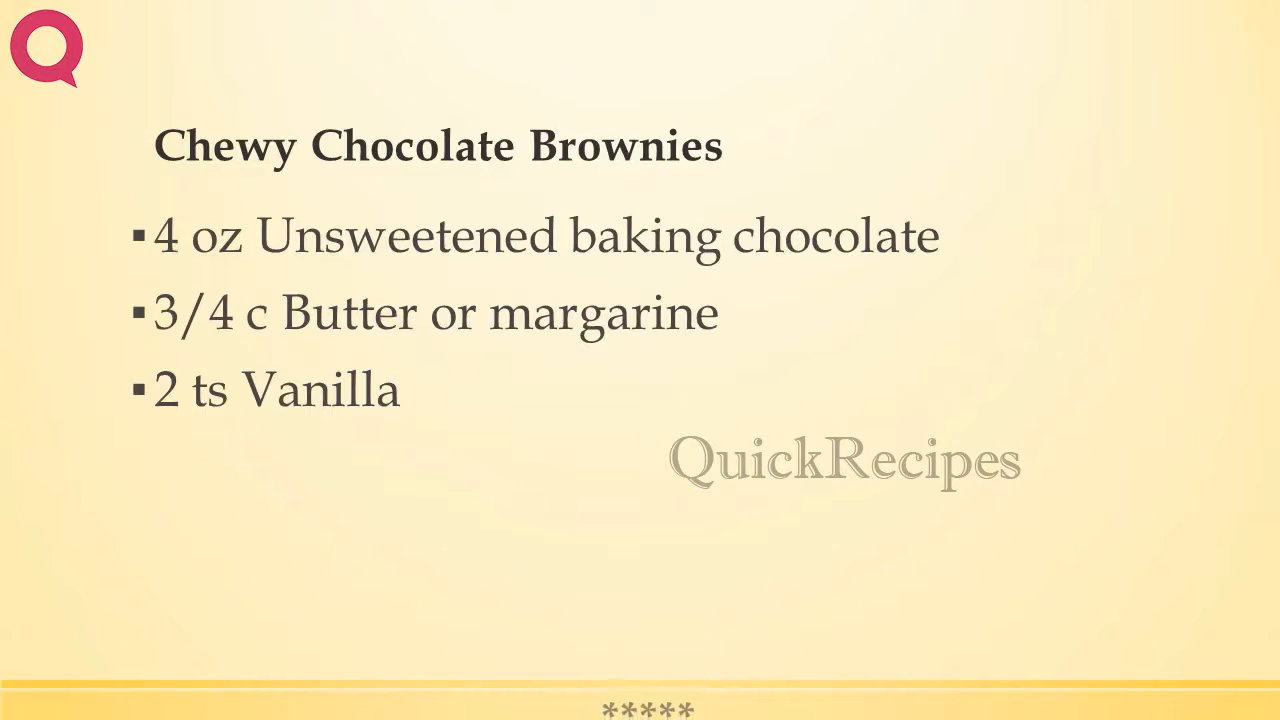 Chewy Chocolate Brownies
▪4 oz Unsweetened baking chocolate
▪3/4 c Butter or margarine
▪2 ts Vanilla
QuickRecipes
*****